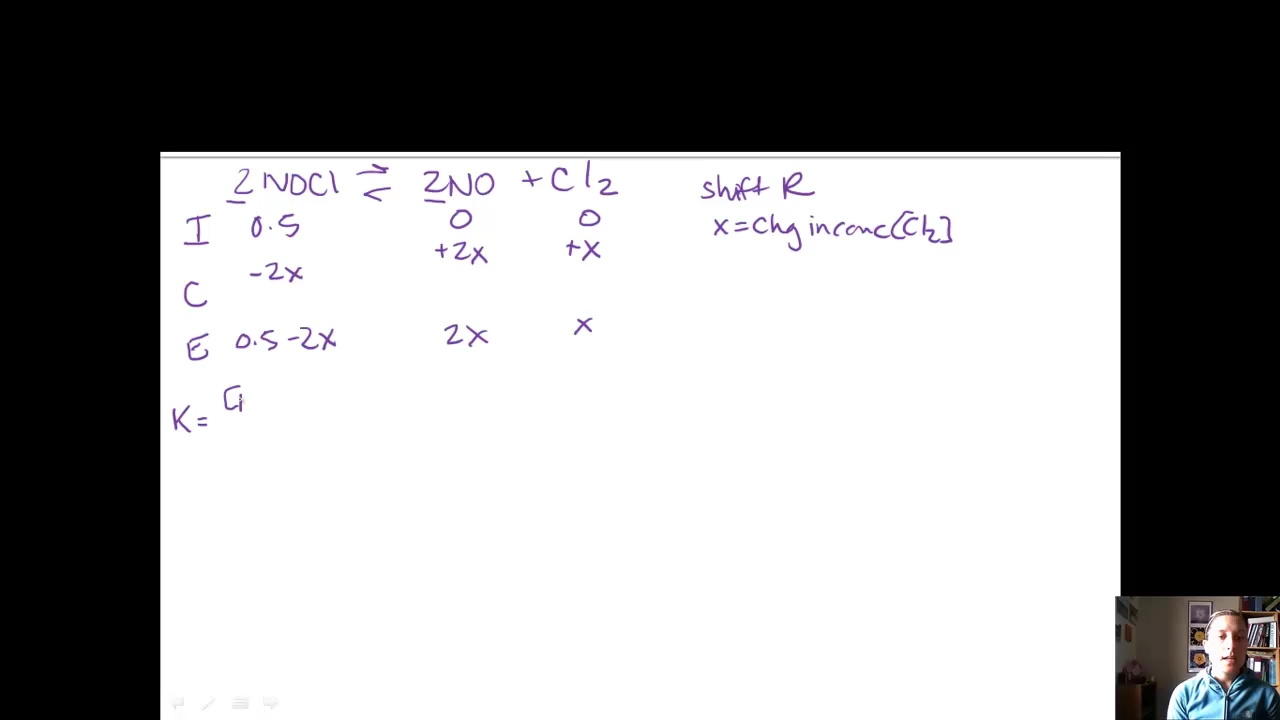 2NOCl ⇌ 2NO + Cl2
shift R
I 0.5 0 0
x = Chg in conc [Cl2]
C -2x +2x +x
E 0.5-2x 2x x
K = [